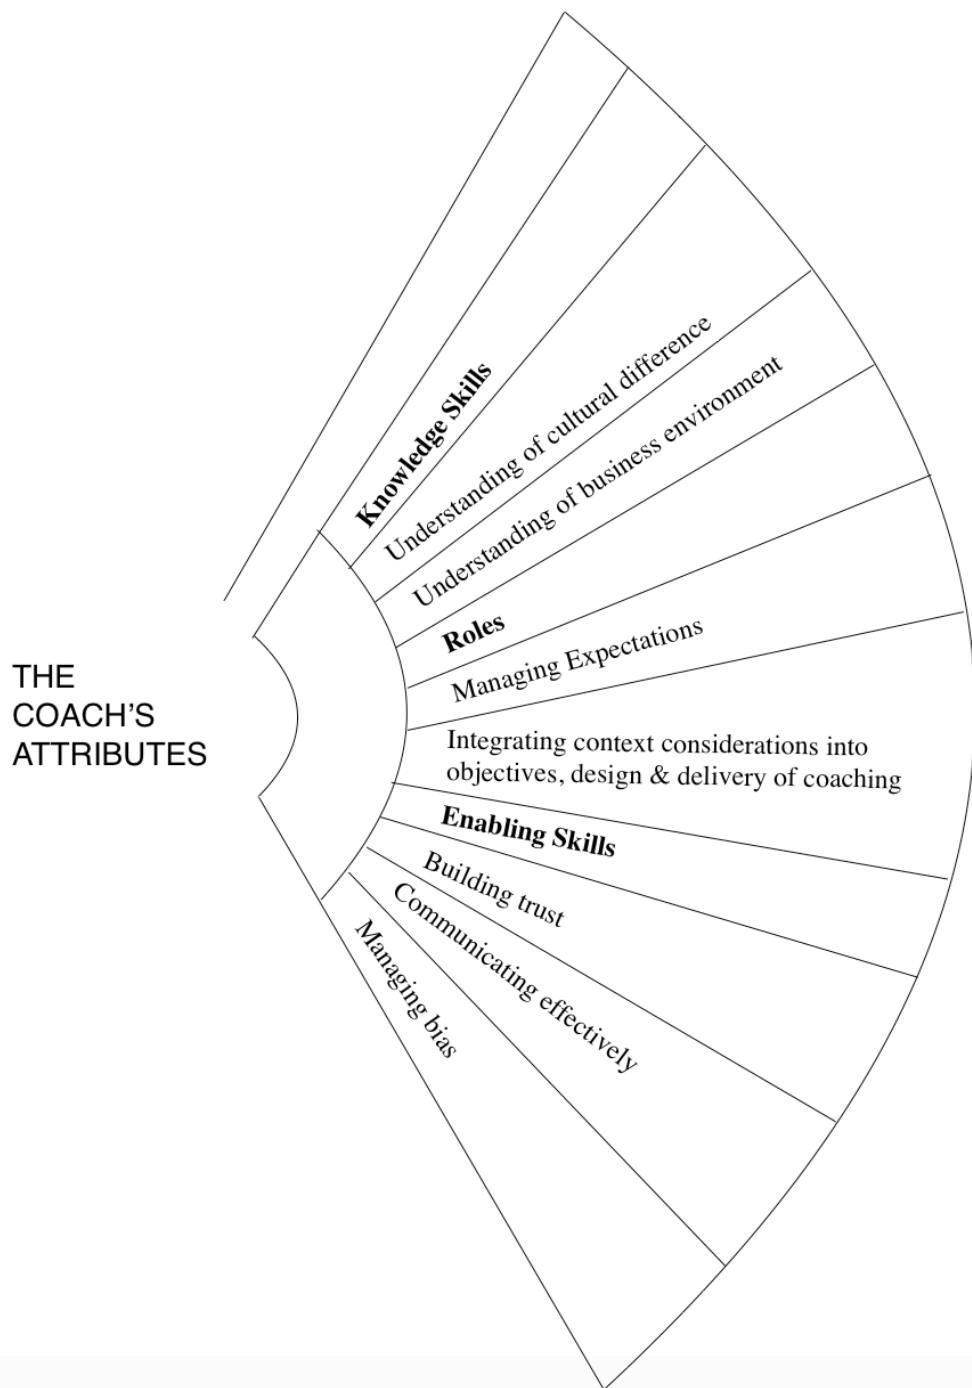 THE
COACH’S
ATTRIBUTES
Knowledge Skills
Understanding of cultural difference
Understanding of business environment
Roles
Managing Expectations
Integrating context considerations into
objectives, design & delivery of coaching
Enabling Skills
Building trust
Communicating effectively
Managing bias